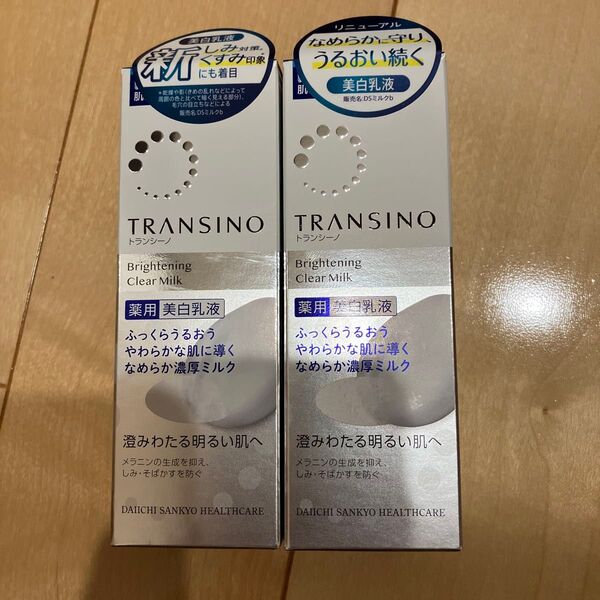 美白乳液
新しみ対策。
くすみ印象
にも着目
販売名:DSミルクb
肌
TRANSINO
トランシーノ
Brightening
Clear Milk
薬用 美白乳液
ふっくらうるおう
やわらかな肌に導く
なめらか濃厚ミルク
澄みわたる明るい肌へ
メラニンの生成を抑え、
しみ・そばかすを防ぐ
DAIICHI SANKYO HEALTHCARE
リニューアル
なめらかに守り、
うるおい続く
美白乳液
販売名:DSミルクb
肌
TRANSINO
トランシーノ
Brightening
Clear Milk
薬用 美白乳液
ふっくらうるおう
やわらかな肌に導く
なめらか濃厚ミルク
澄みわたる明るい肌へ
メラニンの生成を抑え、
しみ・そばかすを防ぐ
DAIICHI SANKYO HEALTHCARE